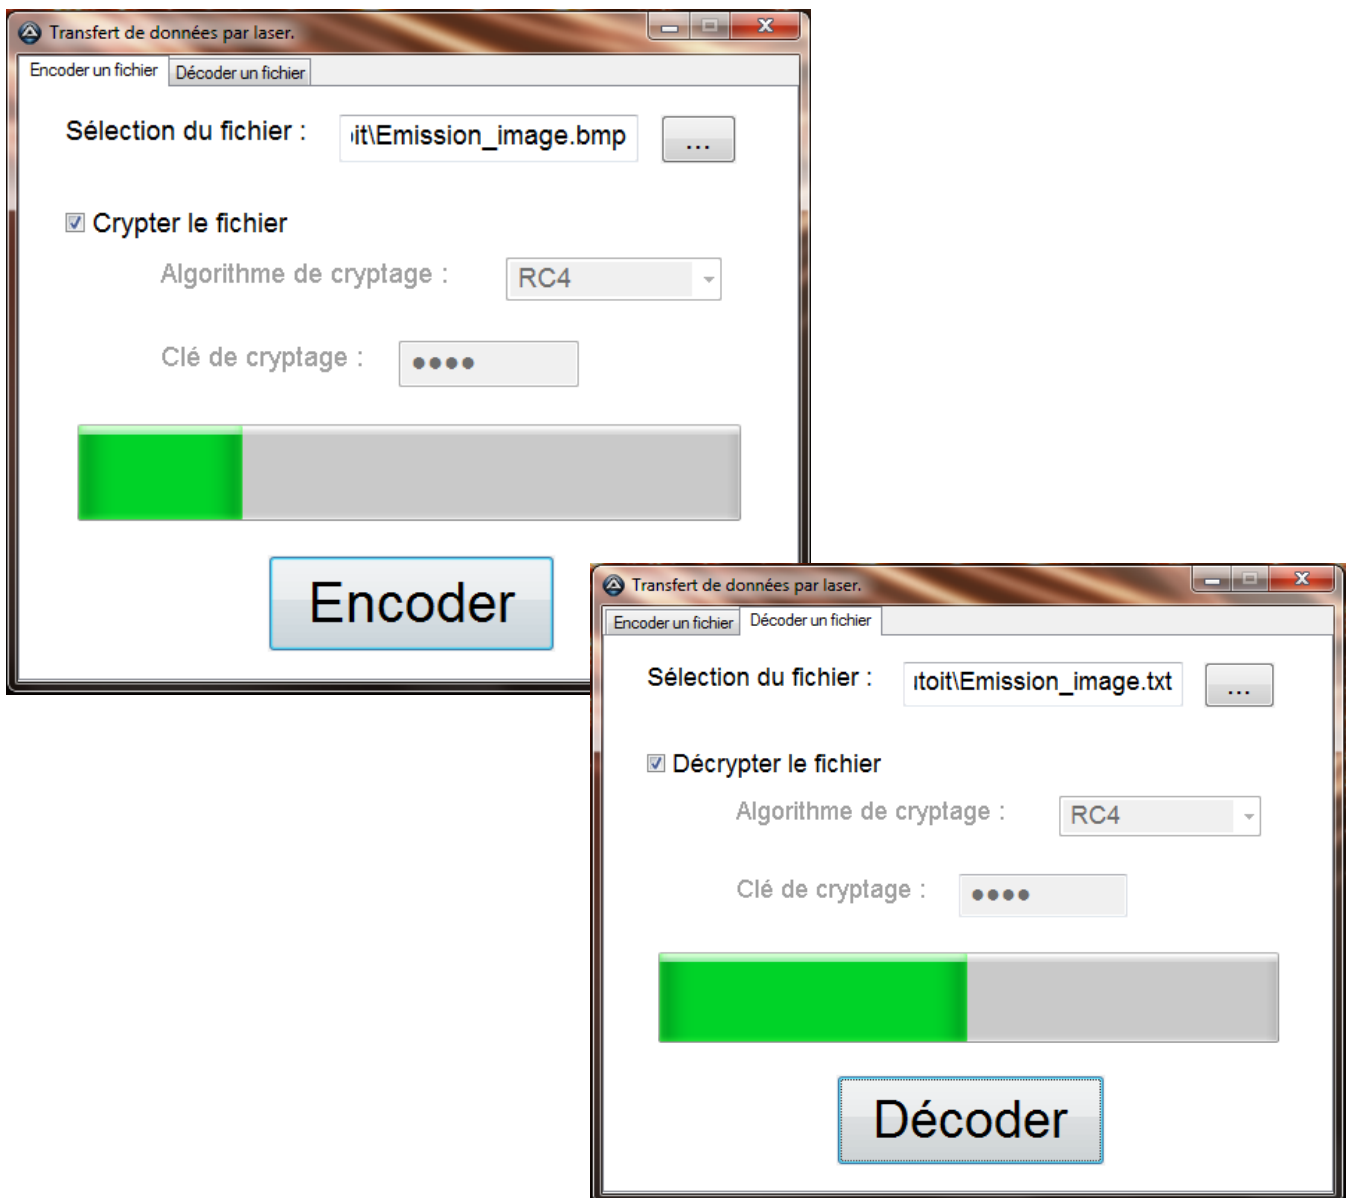 Transfert de données par laser.
Encoder un fichier
Décoder un fichier
Sélection du fichier :
it\Emission_image.bmp
...
Crypter le fichier
Algorithme de cryptage :
RC4
Clé de cryptage :
••••
Encoder
Transfert de données par laser.
Encoder un fichier
Décoder un fichier
Sélection du fichier :
toit\Emission_image.txt
...
Décrypter le fichier
Algorithme de cryptage :
RC4
Clé de cryptage :
••••
Décoder